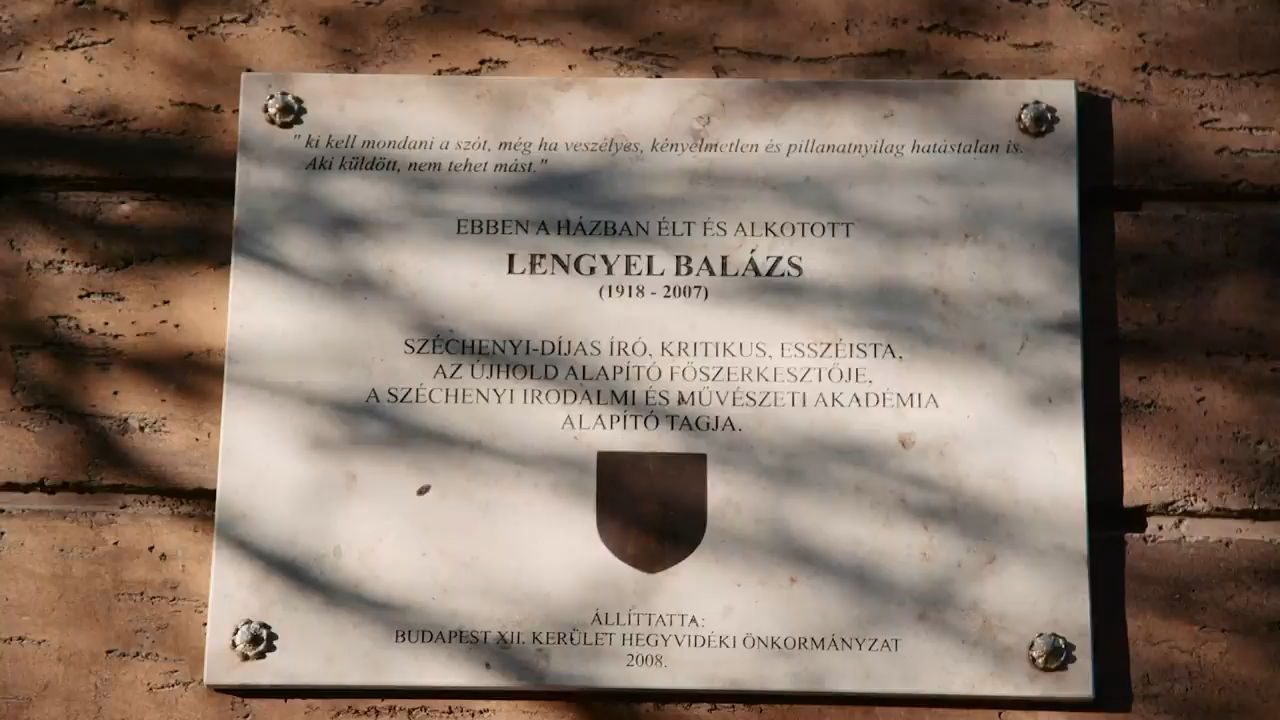 " ki kell mondani a szót, még ha veszélyes, kényelmetlen és pillanatnyilag hatástalan is.
Aki küldött, nem tehet mást."
EBBEN A HÁZBAN ÉLT ÉS ALKOTOTT
LENGYEL BALÁZS
(1918 - 2007)
SZÉCHENYI-DÍJAS ÍRÓ, KRITIKUS, ESSZÉISTA,
AZ ÚJHOLD ALAPÍTÓ FŐSZERKESZTŐJE,
A SZÉCHENYI IRODALMI ÉS MŰVÉSZETI AKADÉMIA
ALAPÍTÓ TAGJA.
ÁLLÍTTATTA:
BUDAPEST XII. KERÜLET HEGYVIDÉKI ÖNKORMÁNYZAT
2008.